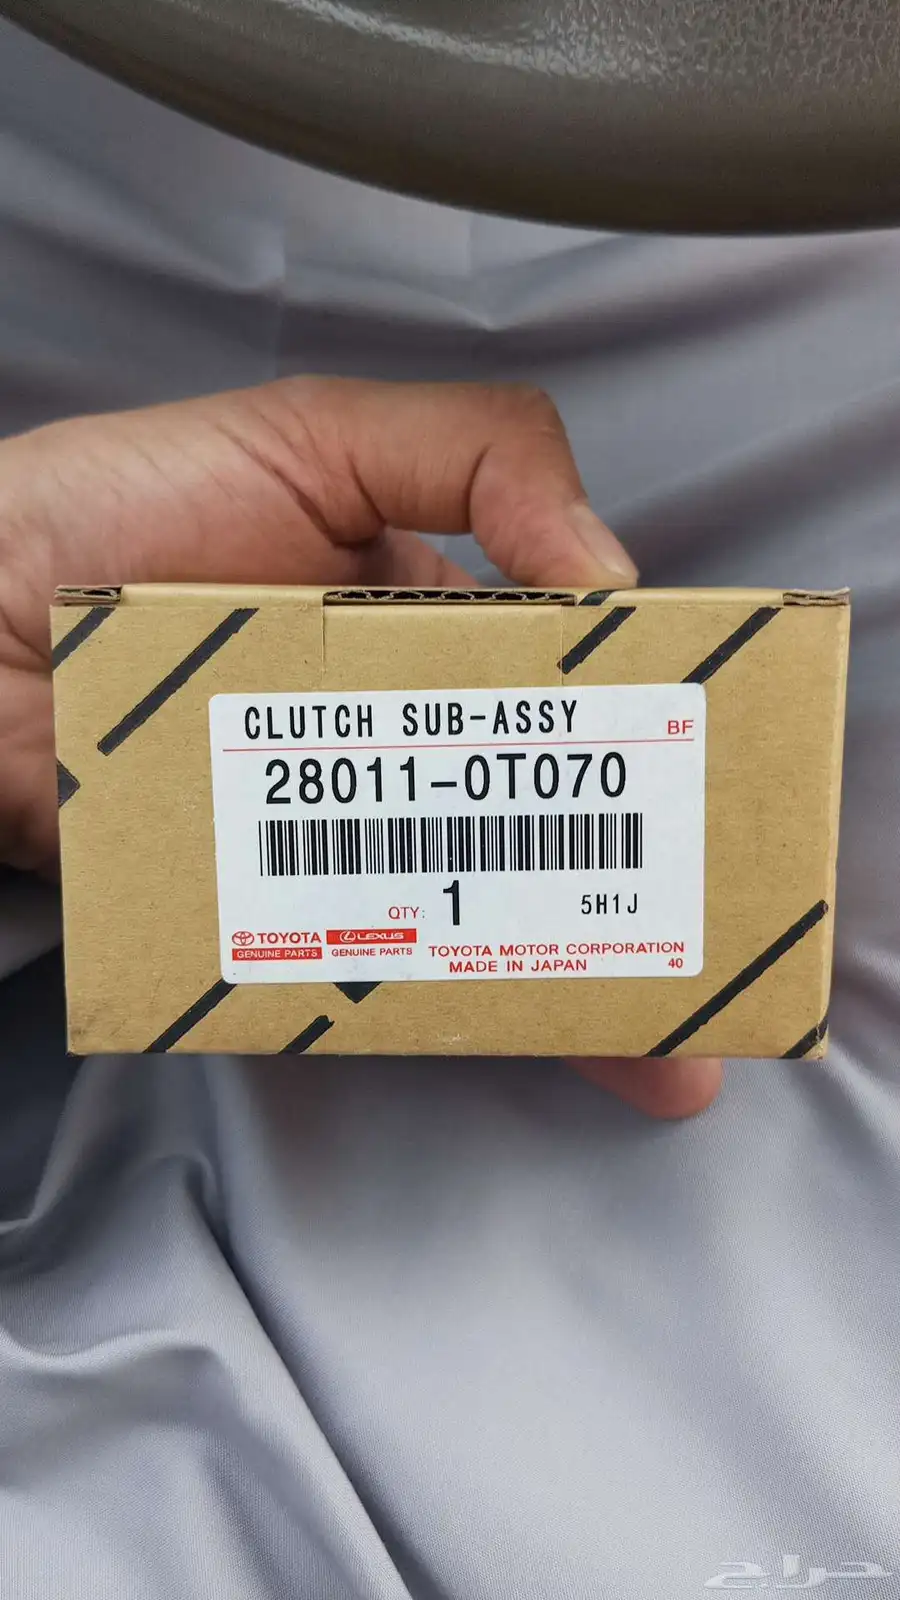 CLUTCH SUB-ASSY
BF
28011-0T070
QTY: 1
5H1J
TOYOTA
GENUINE PARTS
LEXUS
GENUINE PARTS
TOYOTA MOTOR CORPORATION
MADE IN JAPAN
40
حراج